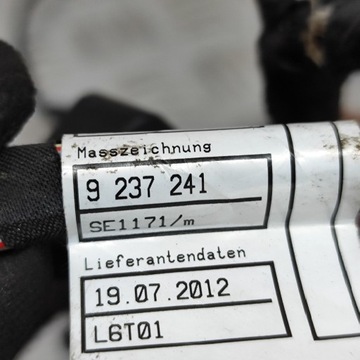 Masszeichnung
9 237 241
SE1171/m
Lieferantendaten
19.07.2012
L6T01